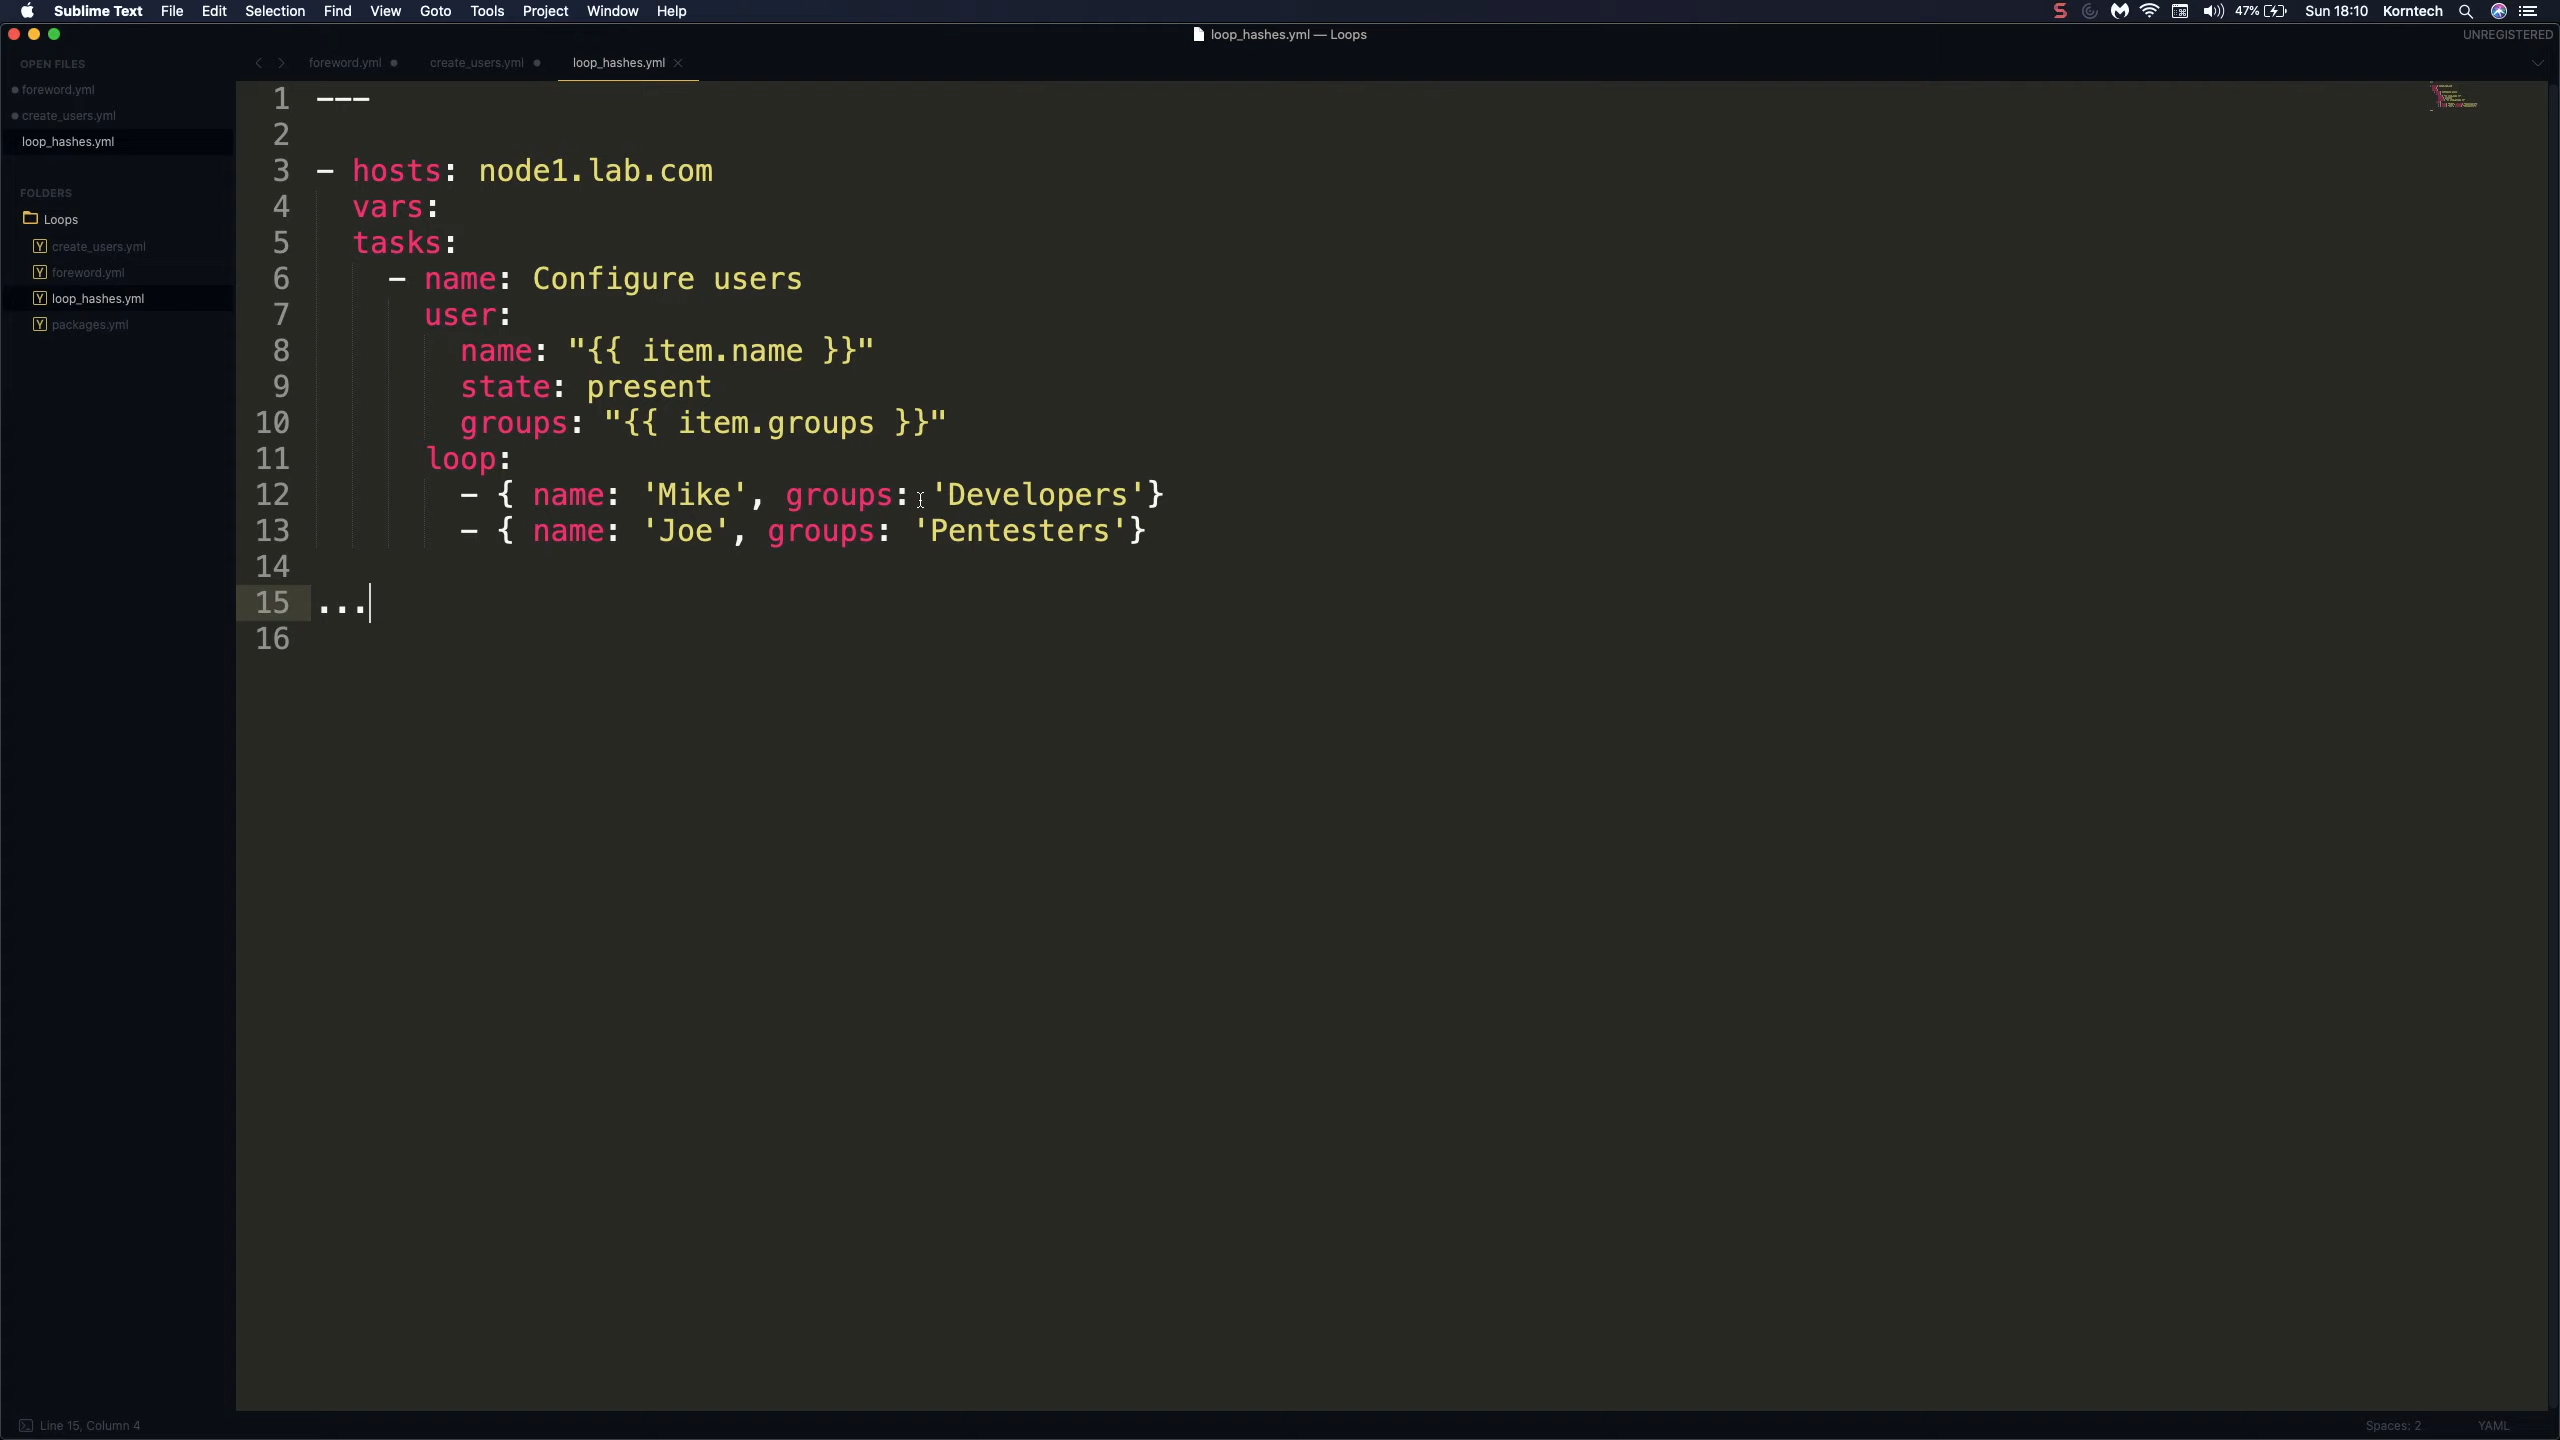 Sublime Text File Edit Selection Find View Goto Tools Project Window Help 47% Sun 18:10 Korntech
loop_hashes.yml — Loops UNREGISTERED
OPEN FILES
foreword.yml
create_users.yml
loop_hashes.yml
FOLDERS
Loops
create_users.yml
foreword.yml
loop_hashes.yml
packages.yml
foreword.yml create_users.yml loop_hashes.yml
1 ---
2
3 - hosts: node1.lab.com
4 vars:
5 tasks:
6 - name: Configure users
7 user:
8 name: "{{ item.name }}"
9 state: present
10 groups: "{{ item.groups }}"
11 loop:
12 - { name: 'Mike', groups: 'Developers'}
13 - { name: 'Joe', groups: 'Pentesters'}
14
15 ...
16
Line 15, Column 4 Spaces: 2 YAML